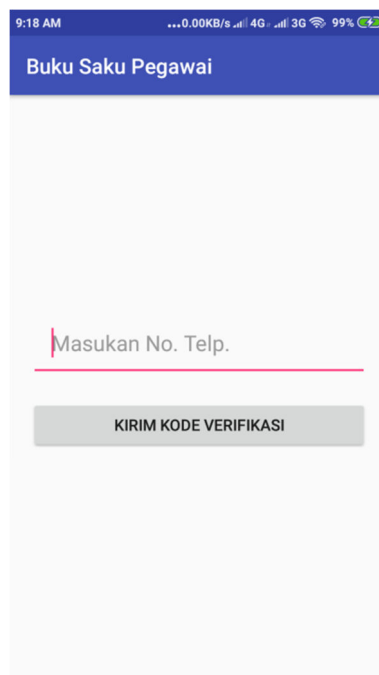 9:18 AM ...0.00KB/s 4G 3G 99%
Buku Saku Pegawai
Masukan No. Telp.
KIRIM KODE VERIFIKASI